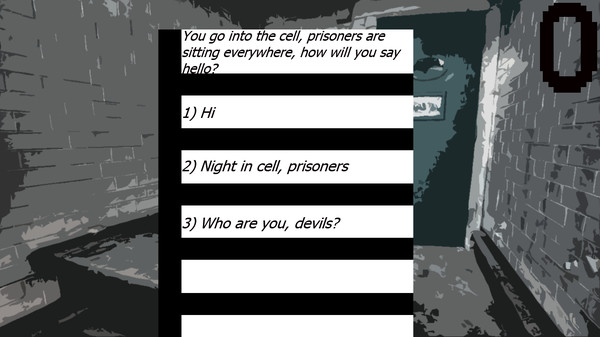 You go into the cell, prisoners are
sitting everywhere, how will you say
hello?
1) Hi
2) Night in cell, prisoners
3) Who are you, devils?
0